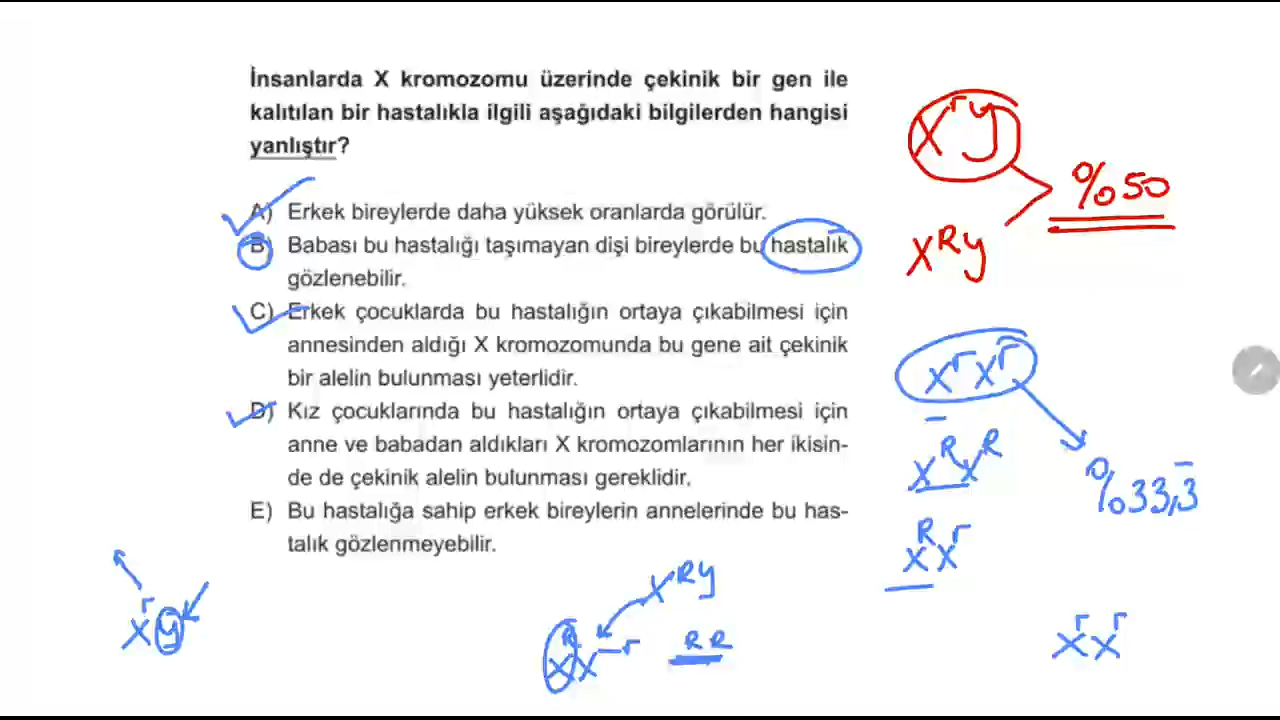 İnsanlarda X kromozomu üzerinde çekinik bir gen ile
kalıtılan bir hastalıkla ilgili aşağıdaki bilgilerden hangisi
yanlıştır?
A) Erkek bireylerde daha yüksek oranlarda görülür.
B) Babası bu hastalığı taşımayan dişi bireylerde bu hastalık
gözlenebilir.
C) Erkek çocuklarda bu hastalığın ortaya çıkabilmesi için
annesinden aldığı X kromozomunda bu gene ait çekinik
bir alelin bulunması yeterlidir.
D) Kız çocuklarında bu hastalığın ortaya çıkabilmesi için
anne ve babadan aldıkları X kromozomlarının her ikisin-
de de çekinik alelin bulunması gereklidir.
E) Bu hastalığa sahip erkek bireylerin annelerinde bu has-
talık gözlenmeyebilir.
XʳY
%50
XᴿY
XʳXʳ
XᴿXᴿ
%33,3
XᴿXʳ
Xʳy
XᴿY
XᴿXʳ
RR
XʳXʳ